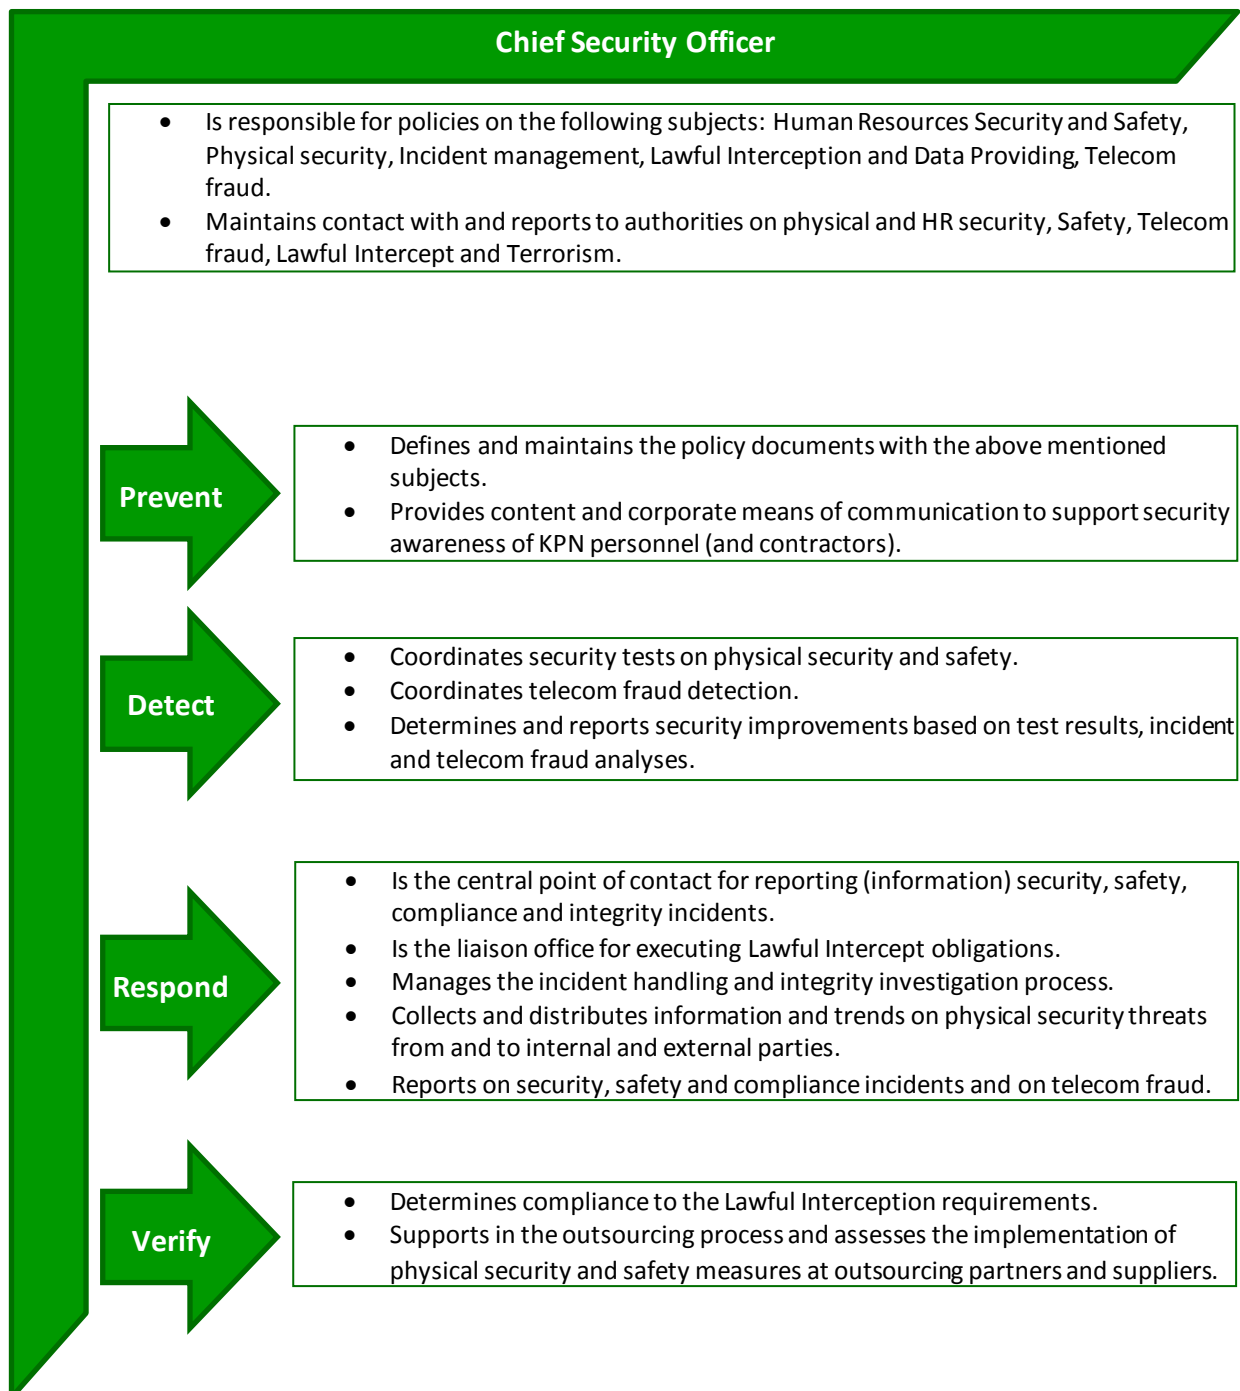 Chief Security Officer
• Is responsible for policies on the following subjects: Human Resources Security and Safety,
Physical security, Incident management, Lawful Interception and Data Providing, Telecom
fraud.
• Maintains contact with and reports to authorities on physical and HR security, Safety, Telecom
fraud, Lawful Intercept and Terrorism.
Prevent
• Defines and maintains the policy documents with the above mentioned
subjects.
• Provides content and corporate means of communication to support security
awareness of KPN personnel (and contractors).
Detect
• Coordinates security tests on physical security and safety.
• Coordinates telecom fraud detection.
• Determines and reports security improvements based on test results, incident
and telecom fraud analyses.
Respond
• Is the central point of contact for reporting (information) security, safety,
compliance and integrity incidents.
• Is the liaison office for executing Lawful Intercept obligations.
• Manages the incident handling and integrity investigation process.
• Collects and distributes information and trends on physical security threats
from and to internal and external parties.
• Reports on security, safety and compliance incidents and on telecom fraud.
Verify
• Determines compliance to the Lawful Interception requirements.
• Supports in the outsourcing process and assesses the implementation of
physical security and safety measures at outsourcing partners and suppliers.